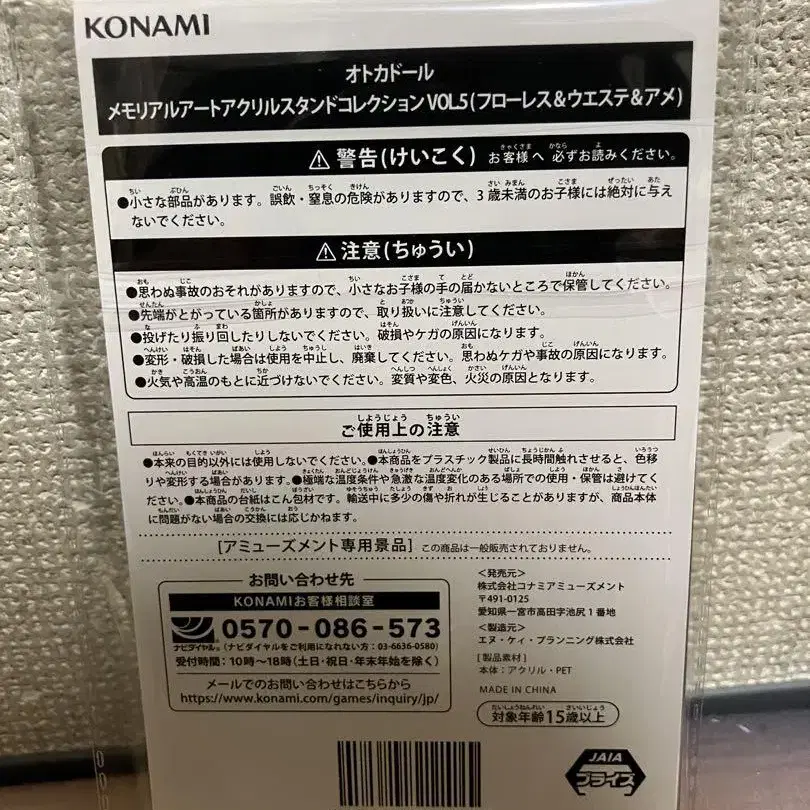 KONAMI
オトカドール
メモリアルアートアクリルスタンドコレクション VOL.5 (フローレス&ウエステ&アメ)
⚠ 警告(けいこく) お客様へ 必ずお読みください。
●小さな部品があります。誤飲・窒息の危険がありますので、3歳未満のお子様には絶対に与え
ないでください。
⚠ 注意(ちゅうい)
●思わぬ事故のおそれがありますので、小さなお子様の手の届かないところで保管してください。
●先端がとがっている箇所がありますので、取り扱いに注意してください。
●投げたり振り回したりしないでください。破損やケガの原因になります。
●変形・破損した場合は使用を中止し、廃棄してください。思わぬケガや事故の原因になります。
●火気や高温のもとに近づけないでください。変質や変色、火災の原因となります。
ご使用上の注意
●本来の目的以外には使用しないでください。●本商品をプラスチック製品に長時間触れさせると、色移
りや変形する場合があります。●極端な温度条件や急激な温度変化のある場所での使用・保管は避けてく
ださい。●本商品の台紙はこん包材です。輸送中に多少の傷や折れが生じることがありますが、商品本体
に問題がない場合の交換には応じかねます。
[アミューズメント専用景品] この商品は一般販売されておりません。
お問い合わせ先
KONAMIお客様相談室
0570-086-573
ナビダイヤル。(ナビダイヤルをご利用になれない方：03-6636-0580)
受付時間：10時～18時(土日・祝日・年末年始を除く)
メールでのお問い合わせはこちらから
https://www.konami.com/games/inquiry/jp/
<発売元>
株式会社コナミアミューズメント
〒491-0125
愛知県一宮市高田字池尻1番地
<製造元>
エヌ・ケィ・プランニング株式会社
[製品素材]
本体：アクリル・PET
MADE IN CHINA
対象年齢15歳以上
JAIA
プライズ